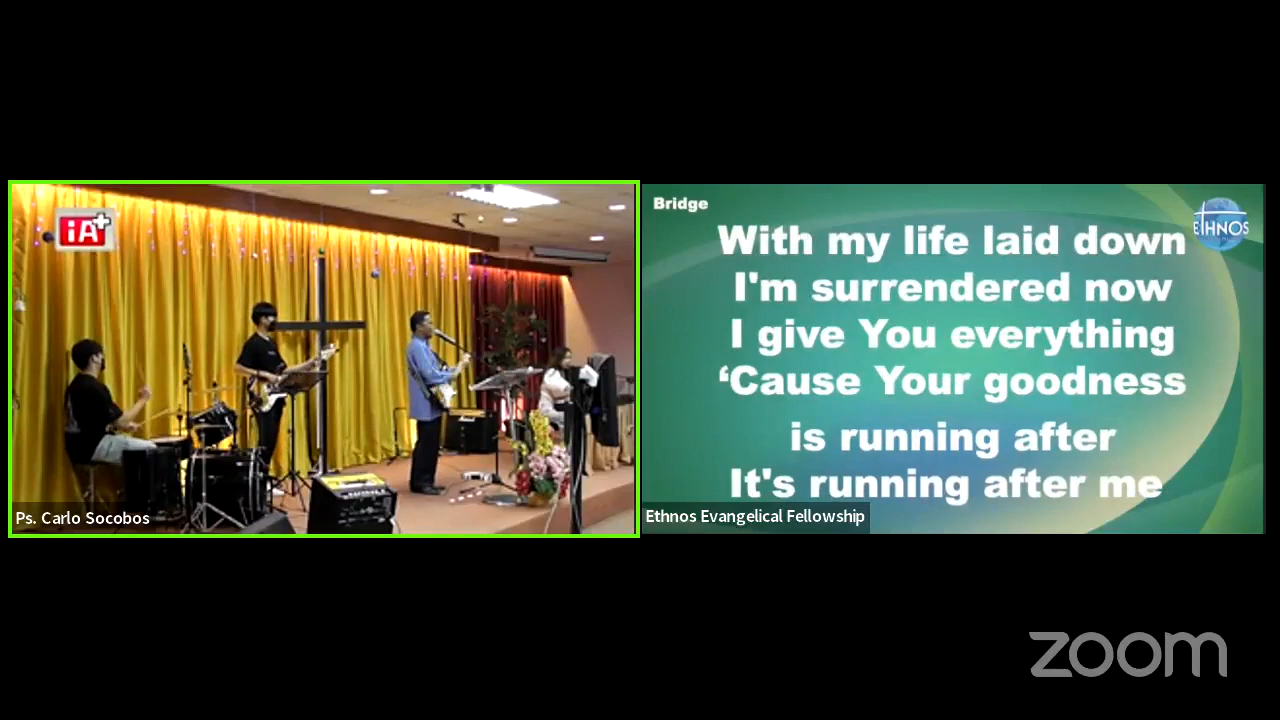 iA+
Ps. Carlo Socobos
Bridge
ETHNOS
With my life laid down
I'm surrendered now
I give You everything
‘Cause Your goodness
is running after
It's running after me
Ethnos Evangelical Fellowship
zoom